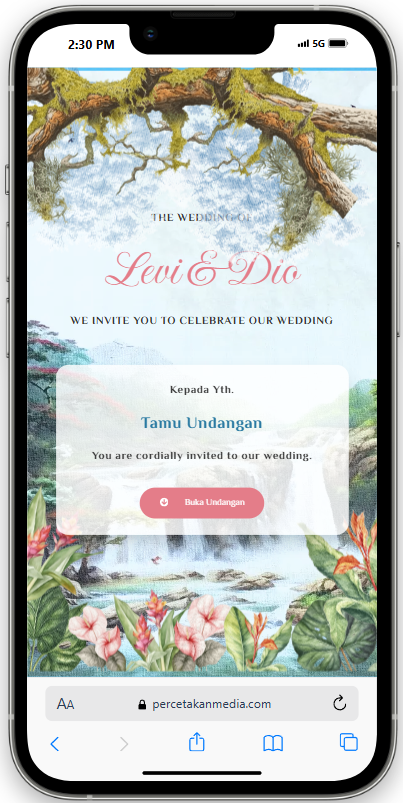 2:30 PM
5G
THE WEDDING OF
Levi & Dio
WE INVITE YOU TO CELEBRATE OUR WEDDING
Kepada Yth.
Tamu Undangan
You are cordially invited to our wedding.
Buka Undangan
AA percetakanmedia.com